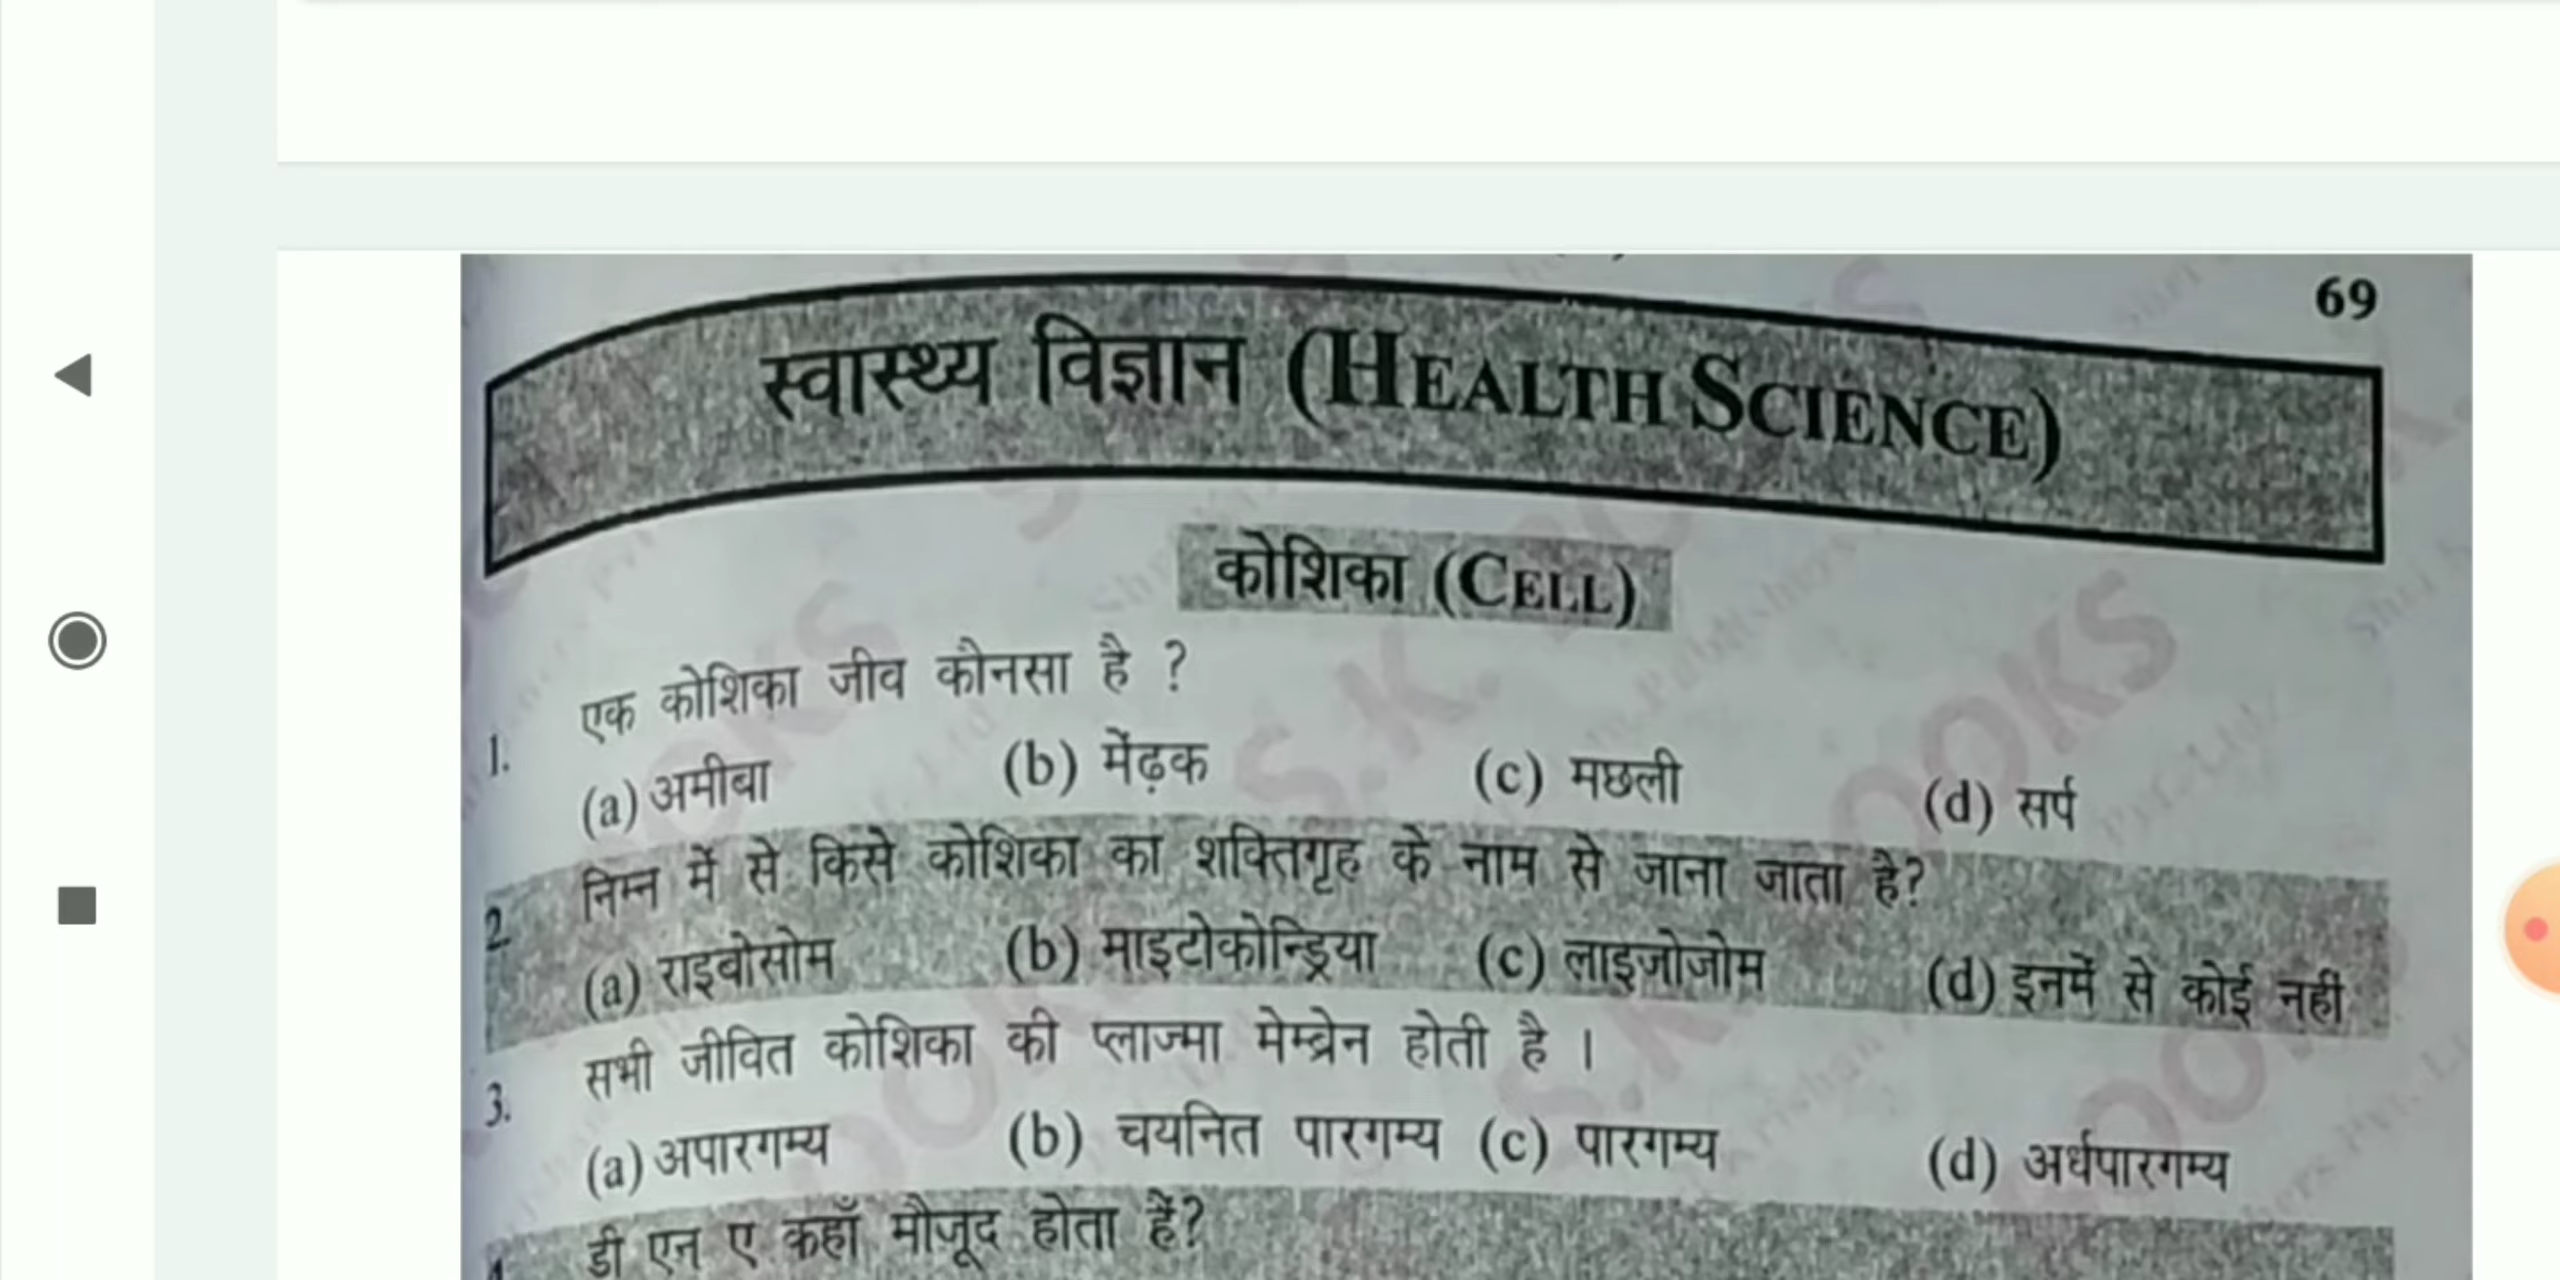 69
स्वास्थ्य विज्ञान (HEALTH SCIENCE)
कोशिका (CELL)
1. एक कोशिका जीव कौनसा है ?
(a) अमीबा (b) मेंढ़क (c) मछली (d) सर्प
2. निम्न में से किसे कोशिका का शक्तिगृह के नाम से जाना जाता है?
(a) राइबोसोम (b) माइटोकोन्ड्रिया (c) लाइजोजोम (d) इनमें से कोई नहीं
3. सभी जीवित कोशिका की प्लाज्मा मेम्ब्रेन होती है ।
(a) अपारगम्य (b) चयनित पारगम्य (c) पारगम्य (d) अर्धपारगम्य
4 डी एन ए कहाँ मौजूद होता हैं?